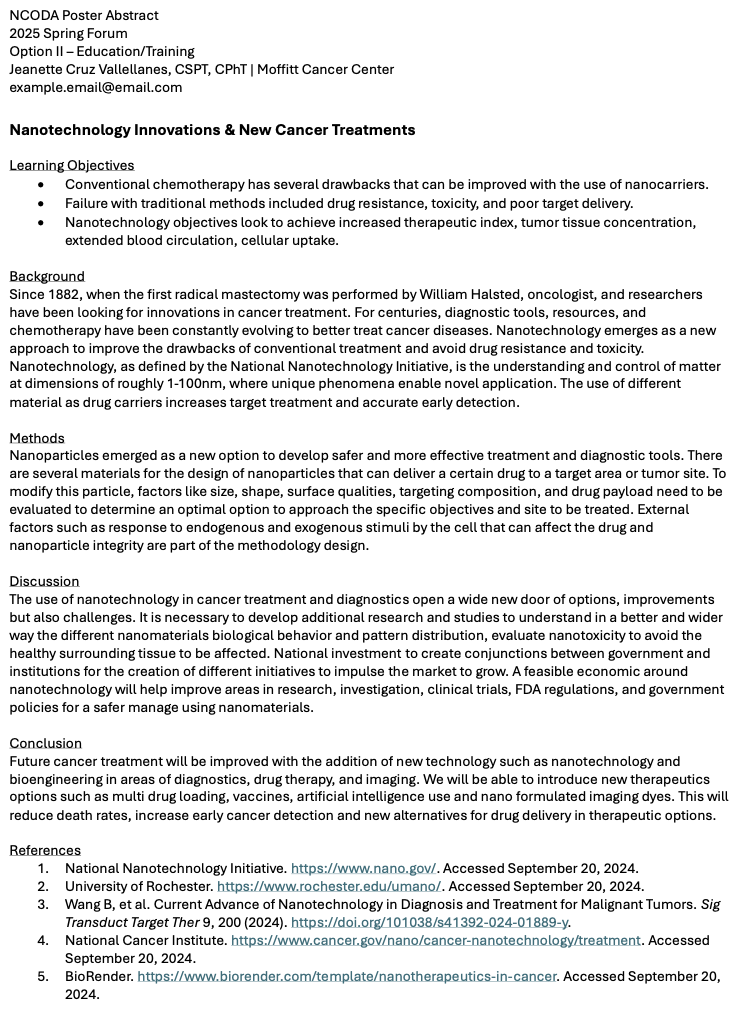 NCODA Poster Abstract
2025 Spring Forum
Option II – Education/Training
Jeanette Cruz Vallellanes, CSPT, CPhT | Moffitt Cancer Center
example.email@email.com
Nanotechnology Innovations & New Cancer Treatments
Learning Objectives
• Conventional chemotherapy has several drawbacks that can be improved with the use of nanocarriers.
• Failure with traditional methods included drug resistance, toxicity, and poor target delivery.
• Nanotechnology objectives look to achieve increased therapeutic index, tumor tissue concentration,
extended blood circulation, cellular uptake.
Background
Since 1882, when the first radical mastectomy was performed by William Halsted, oncologist, and researchers
have been looking for innovations in cancer treatment. For centuries, diagnostic tools, resources, and
chemotherapy have been constantly evolving to better treat cancer diseases. Nanotechnology emerges as a new
approach to improve the drawbacks of conventional treatment and avoid drug resistance and toxicity.
Nanotechnology, as defined by the National Nanotechnology Initiative, is the understanding and control of matter
at dimensions of roughly 1-100nm, where unique phenomena enable novel application. The use of different
material as drug carriers increases target treatment and accurate early detection.
Methods
Nanoparticles emerged as a new option to develop safer and more effective treatment and diagnostic tools. There
are several materials for the design of nanoparticles that can deliver a certain drug to a target area or tumor site. To
modify this particle, factors like size, shape, surface qualities, targeting composition, and drug payload need to be
evaluated to determine an optimal option to approach the specific objectives and site to be treated. External
factors such as response to endogenous and exogenous stimuli by the cell that can affect the drug and
nanoparticle integrity are part of the methodology design.
Discussion
The use of nanotechnology in cancer treatment and diagnostics open a wide new door of options, improvements
but also challenges. It is necessary to develop additional research and studies to understand in a better and wider
way the different nanomaterials biological behavior and pattern distribution, evaluate nanotoxicity to avoid the
healthy surrounding tissue to be affected. National investment to create conjunctions between government and
institutions for the creation of different initiatives to impulse the market to grow. A feasible economic around
nanotechnology will help improve areas in research, investigation, clinical trials, FDA regulations, and government
policies for a safer manage using nanomaterials.
Conclusion
Future cancer treatment will be improved with the addition of new technology such as nanotechnology and
bioengineering in areas of diagnostics, drug therapy, and imaging. We will be able to introduce new therapeutics
options such as multi drug loading, vaccines, artificial intelligence use and nano formulated imaging dyes. This will
reduce death rates, increase early cancer detection and new alternatives for drug delivery in therapeutic options.
References
1. National Nanotechnology Initiative. https://www.nano.gov/. Accessed September 20, 2024.
2. University of Rochester. https://www.rochester.edu/umano/. Accessed September 20, 2024.
3. Wang B, et al. Current Advance of Nanotechnology in Diagnosis and Treatment for Malignant Tumors. Sig
Transduct Target Ther 9, 200 (2024). https://doi.org/101038/s41392-024-01889-y.
4. National Cancer Institute. https://www.cancer.gov/nano/cancer-nanotechnology/treatment. Accessed
September 20, 2024.
5. BioRender. https://www.biorender.com/template/nanotherapeutics-in-cancer. Accessed September 20,
2024.